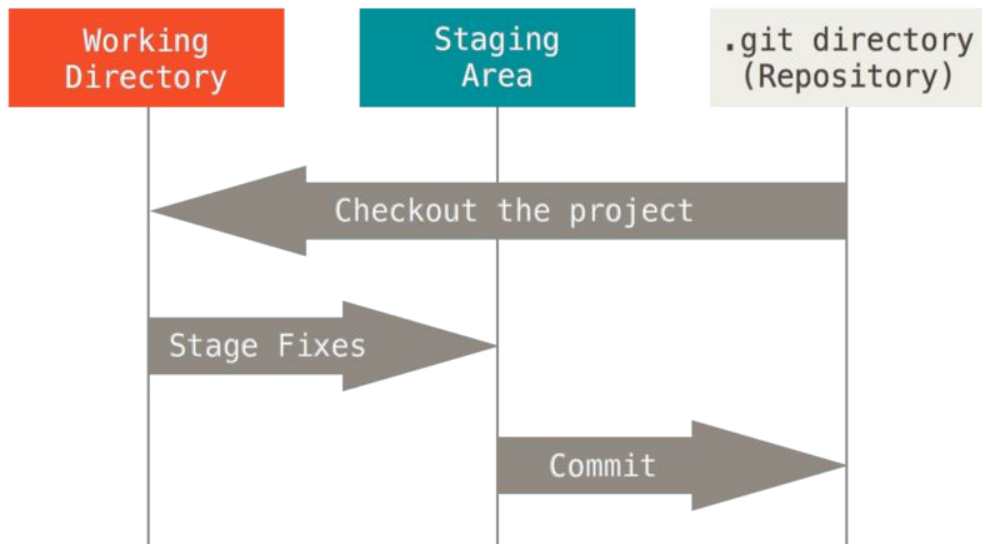 Working
Directory
Staging
Area
.git directory
(Repository)
Checkout the project
Stage Fixes
Commit